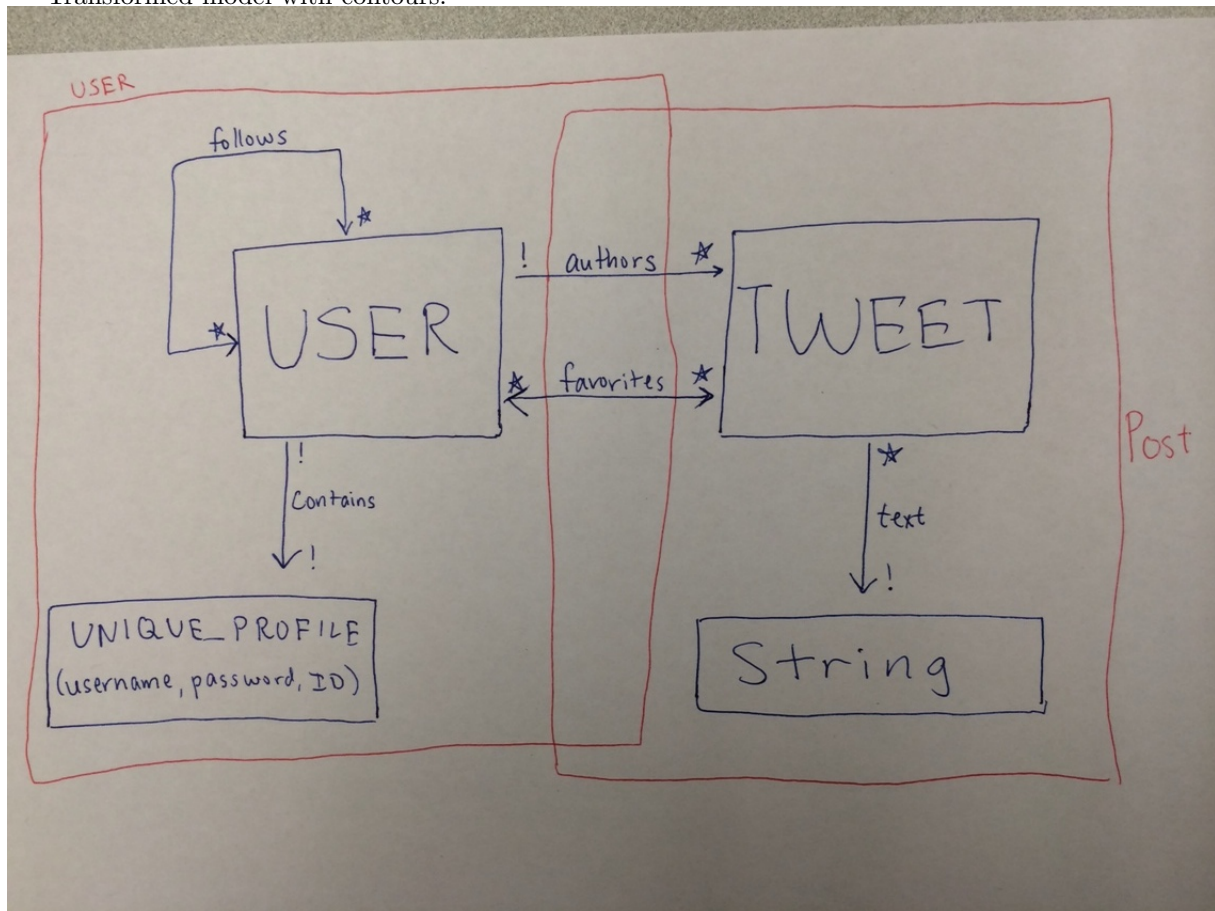 Transformed model with contours.
USER
follows
★
USER
★
! authors ★
★ favorites ★
TWEET
Post
!
Contains
!
★
text
!
UNIQUE_PROFILE
(username, password, ID)
String